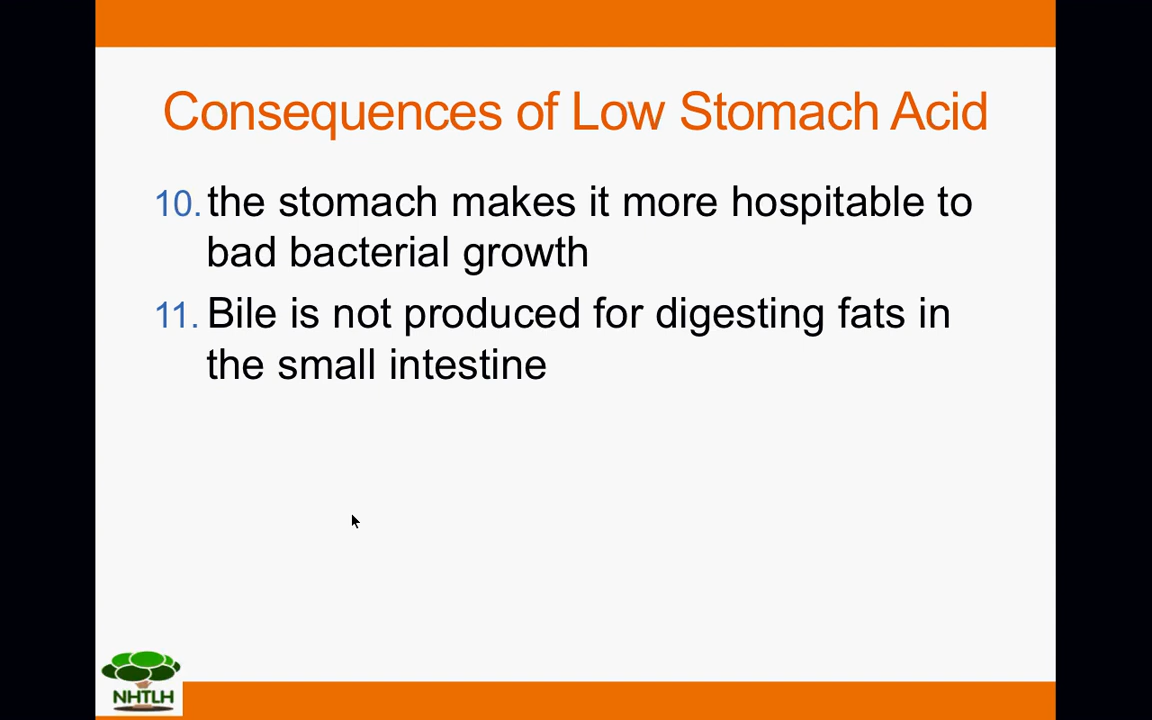 Consequences of Low Stomach Acid
10. the stomach makes it more hospitable to
bad bacterial growth
11. Bile is not produced for digesting fats in
the small intestine
NHTLH